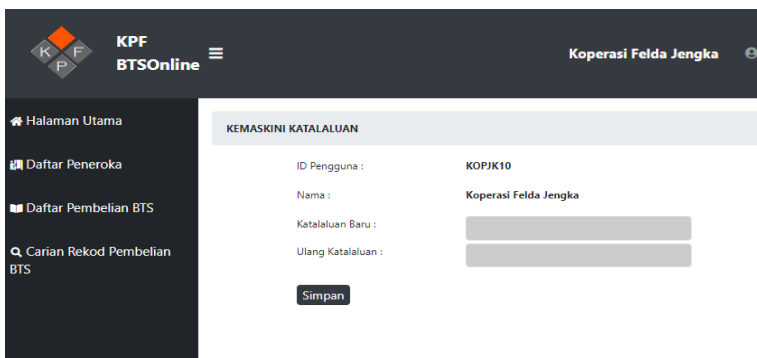 K F
P
KPF
BTSOnline
Koperasi Felda Jengka
Halaman Utama
Daftar Peneroka
Daftar Pembelian BTS
Carian Rekod Pembelian
BTS
KEMASKINI KATALALUAN
ID Pengguna : KOPJK10
Nama : Koperasi Felda Jengka
Katalaluan Baru :
Ulang Katalaluan :
Simpan